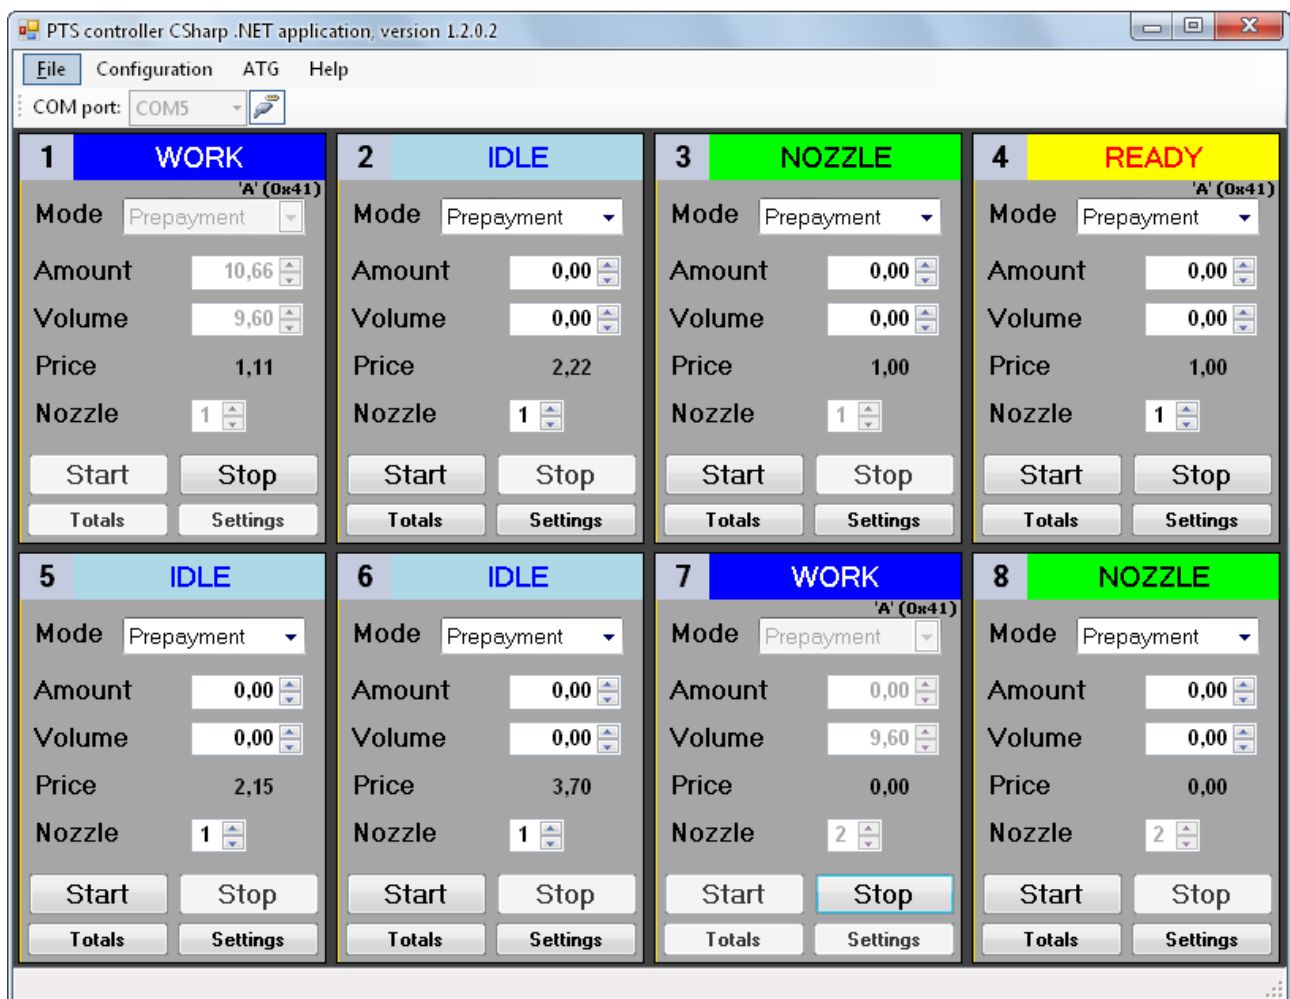 PTS controller CSharp .NET application, version 1.2.0.2
File Configuration ATG Help
COM port: COM5
1 WORK
'A' (0x41)
Mode Prepayment
Amount 10,66
Volume 9,60
Price 1,11
Nozzle 1
Start Stop
Totals Settings
2 IDLE
Mode Prepayment
Amount 0,00
Volume 0,00
Price 2,22
Nozzle 1
Start Stop
Totals Settings
3 NOZZLE
Mode Prepayment
Amount 0,00
Volume 0,00
Price 1,00
Nozzle 1
Start Stop
Totals Settings
4 READY
'A' (0x41)
Mode Prepayment
Amount 0,00
Volume 0,00
Price 1,00
Nozzle 1
Start Stop
Totals Settings
5 IDLE
Mode Prepayment
Amount 0,00
Volume 0,00
Price 2,15
Nozzle 1
Start Stop
Totals Settings
6 IDLE
Mode Prepayment
Amount 0,00
Volume 0,00
Price 3,70
Nozzle 1
Start Stop
Totals Settings
7 WORK
'A' (0x41)
Mode Prepayment
Amount 0,00
Volume 9,60
Price 0,00
Nozzle 2
Start Stop
Totals Settings
8 NOZZLE
Mode Prepayment
Amount 0,00
Volume 0,00
Price 0,00
Nozzle 2
Start Stop
Totals Settings